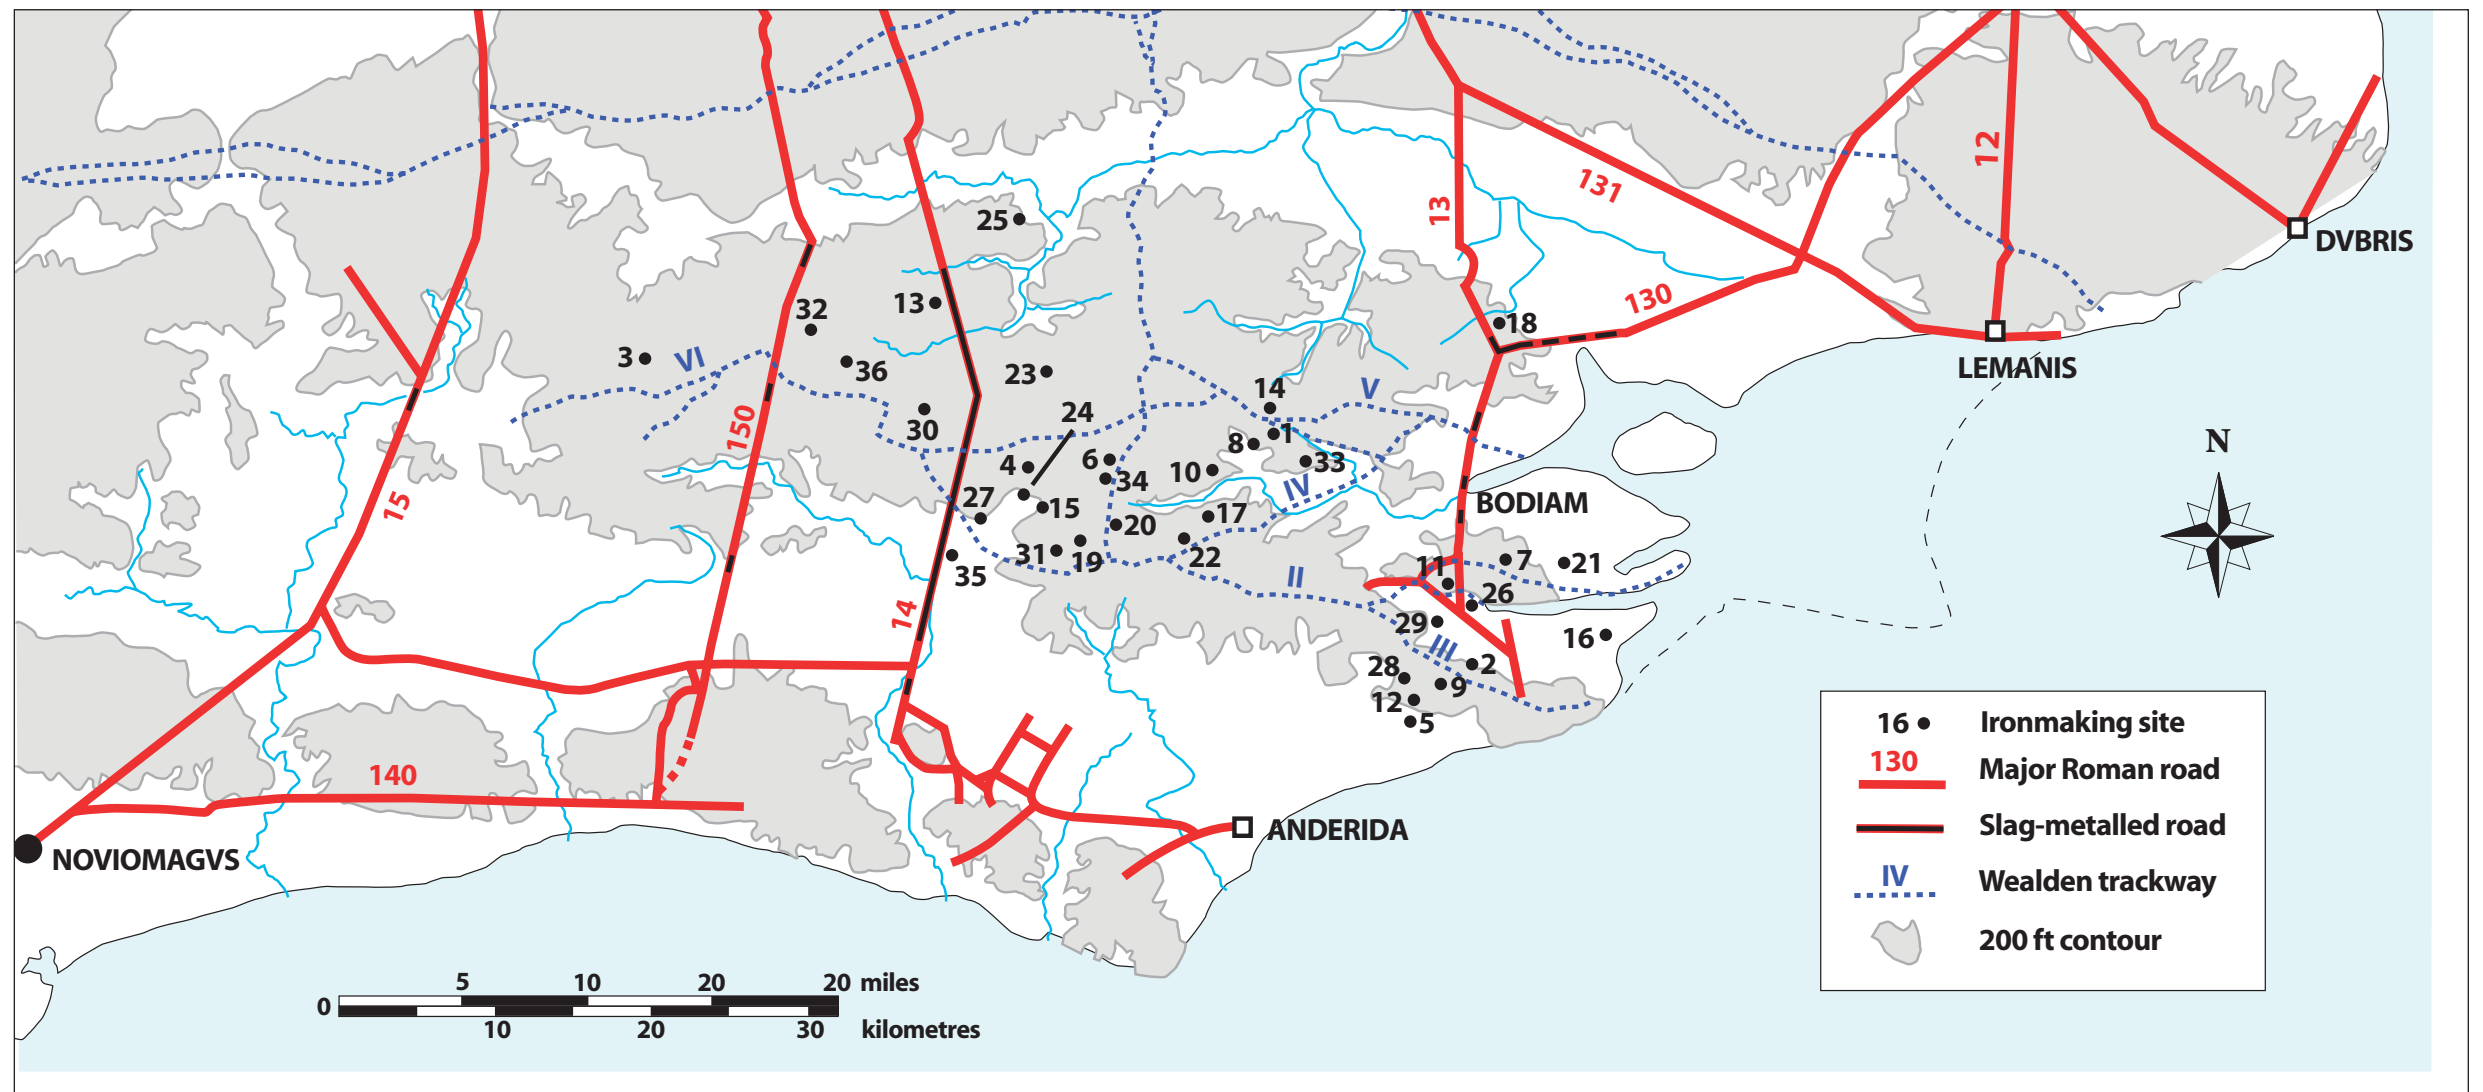 12
131
13
DVBRIS
25
130
13
32
18
3
VI
36
23
LEMANIS
14
V
24
30
150
1
8
N
4
6
10
33
34
IV
27
15
BODIAM
15
17
20
31
19
22
35
7
21
11
II
26
14
29
16
III
2
28
9
12
5
140
ANDERIDA
NOVIOMAGVS
16 Ironmaking site
130 Major Roman road
Slag-metalled road
IV Wealden trackway
200 ft contour
5 10 20 20 miles
0
10 20 30 kilometres